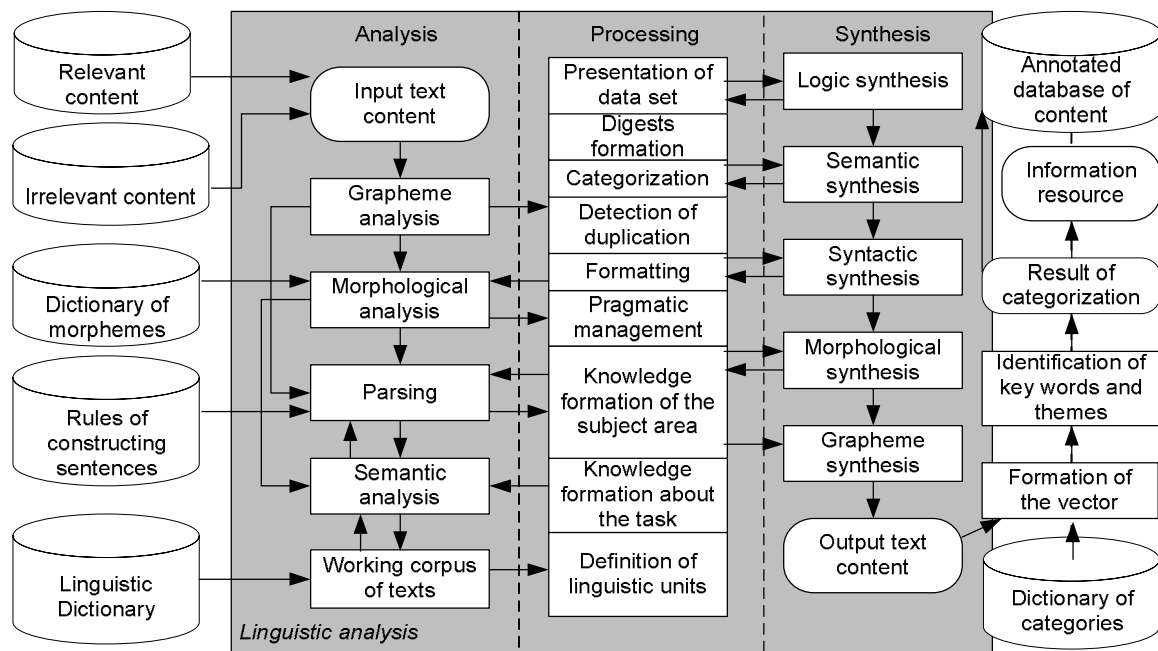 Relevant
content
Irrelevant content
Dictionary of
morphemes
Rules of
constructing
sentences
Linguistic
Dictionary
Analysis
Input text
content
Grapheme
analysis
Morphological
analysis
Parsing
Semantic
analysis
Working corpus
of texts
Linguistic analysis
Processing
Presentation of
data set
Digests
formation
Categorization
Detection of
duplication
Formatting
Pragmatic
management
Knowledge
formation of the
subject area
Knowledge
formation about
the task
Definition of
linguistic units
Synthesis
Logic synthesis
Semantic
synthesis
Syntactic
synthesis
Morphological
synthesis
Grapheme
synthesis
Output text
content
Annotated
database of
content
Information
resource
Result of
categorization
Identification of
key words and
themes
Formation of
the vector
Dictionary of
categories